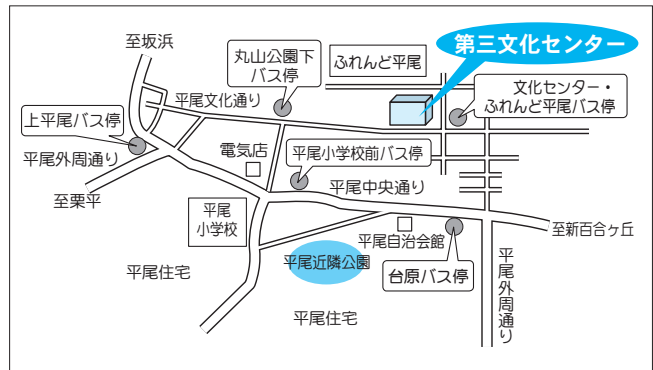 至坂浜
丸山公園下
バス停
ふれんど平尾
第三文化センター
平尾文化通り
文化センター・
ふれんど平尾バス停
上平尾バス停
平尾外周通り
電気店
平尾小学校前バス停
至栗平
平尾中央通り
平尾
小学校
平尾自治会館
至新百合ヶ丘
平尾近隣公園
台原バス停
平尾住宅
平尾外周通り
平尾住宅